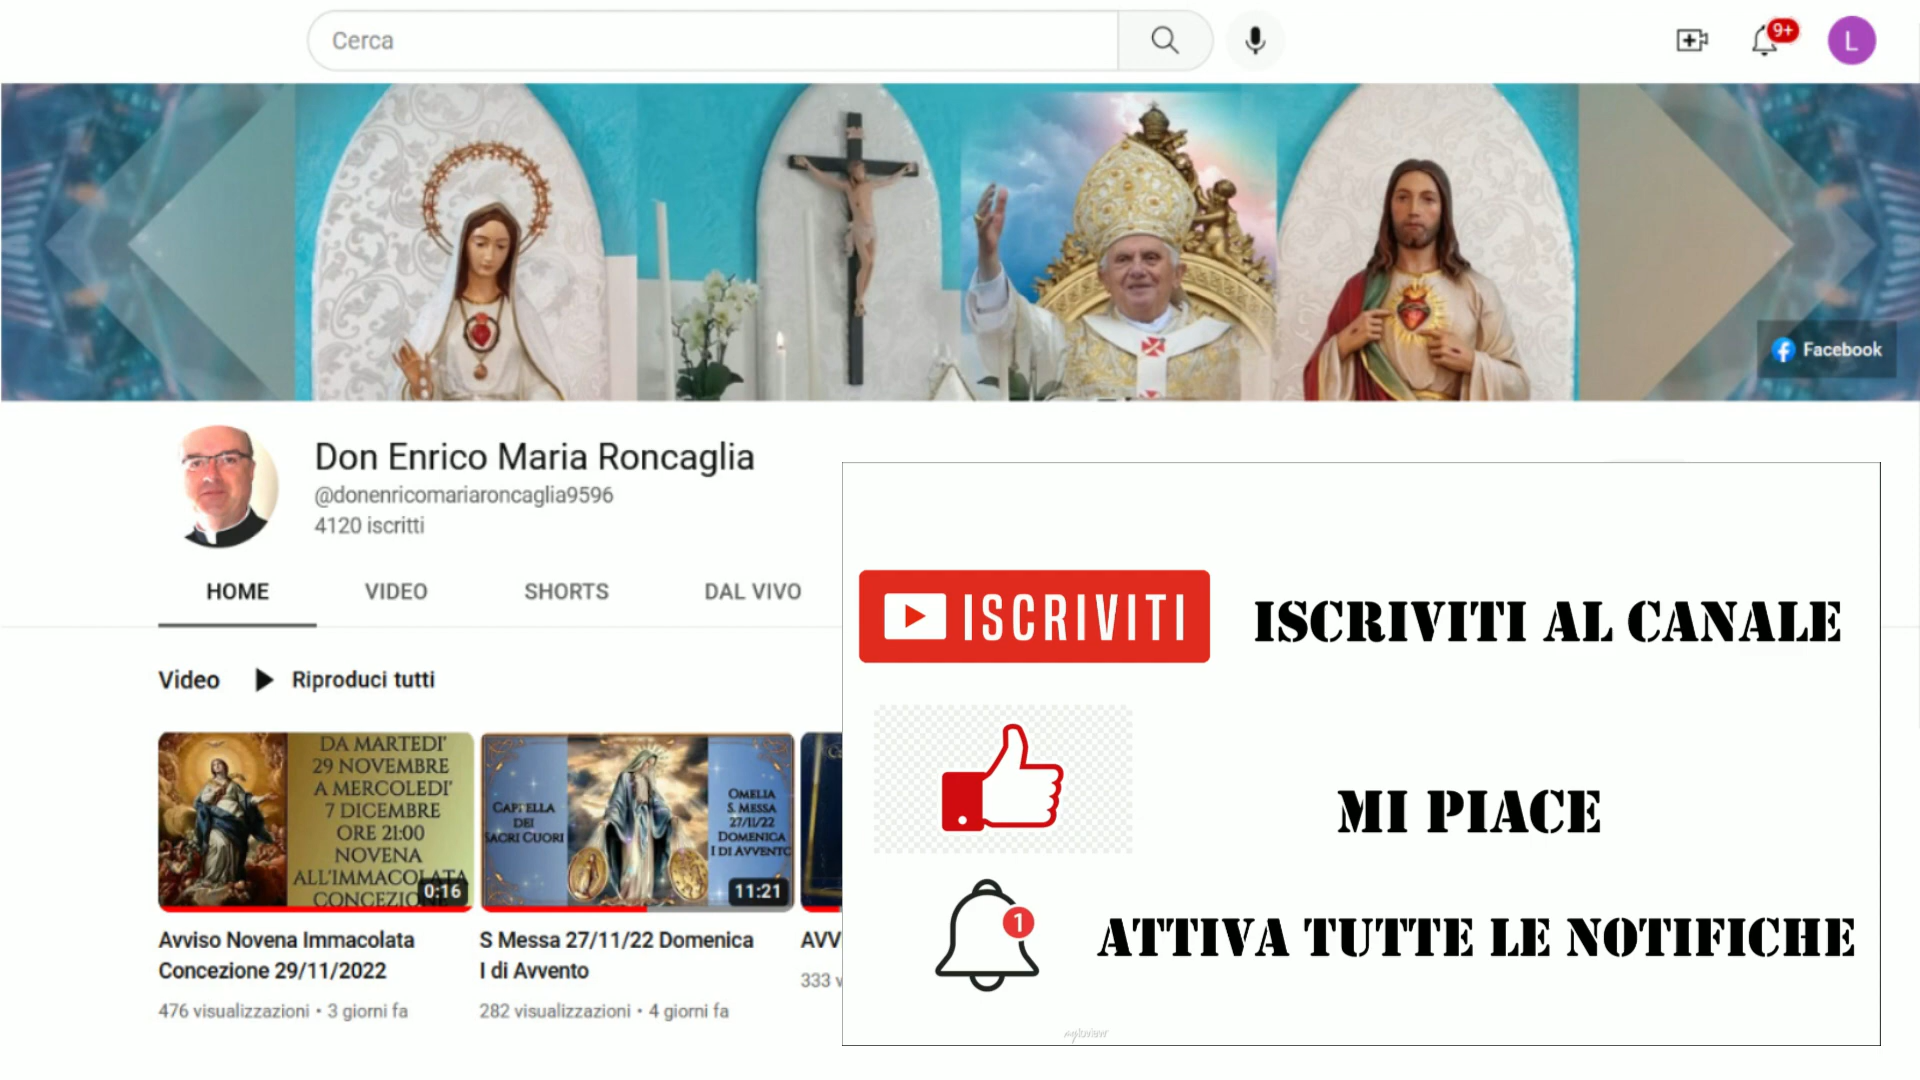 Cerca
9+
L
Facebook
Don Enrico Maria Roncaglia
@donenricomariaroncaglia9596
4120 iscritti
HOME
VIDEO
SHORTS
DAL VIVO
Video
Riproduci tutti
DA MARTEDI'
29 NOVEMBRE
A MERCOLEDI'
7 DICEMBRE
ORE 21:00
NOVENA
ALL'IMMACOLATA
CONCEZIONE
0:16
CAPPELLA
DEI
SACRI CUORI
OMELIA
S. MESSA
27/11/22
DOMENICA
I DI AVVENTO
11:21
Avviso Novena Immacolata
Concezione 29/11/2022
476 visualizzazioni • 3 giorni fa
S Messa 27/11/22 Domenica
I di Avvento
282 visualizzazioni • 4 giorni fa
AVV
333 v
ISCRIVITI
ISCRIVITI AL CANALE
MI PIACE
1
ATTIVA TUTTE LE NOTIFICHE